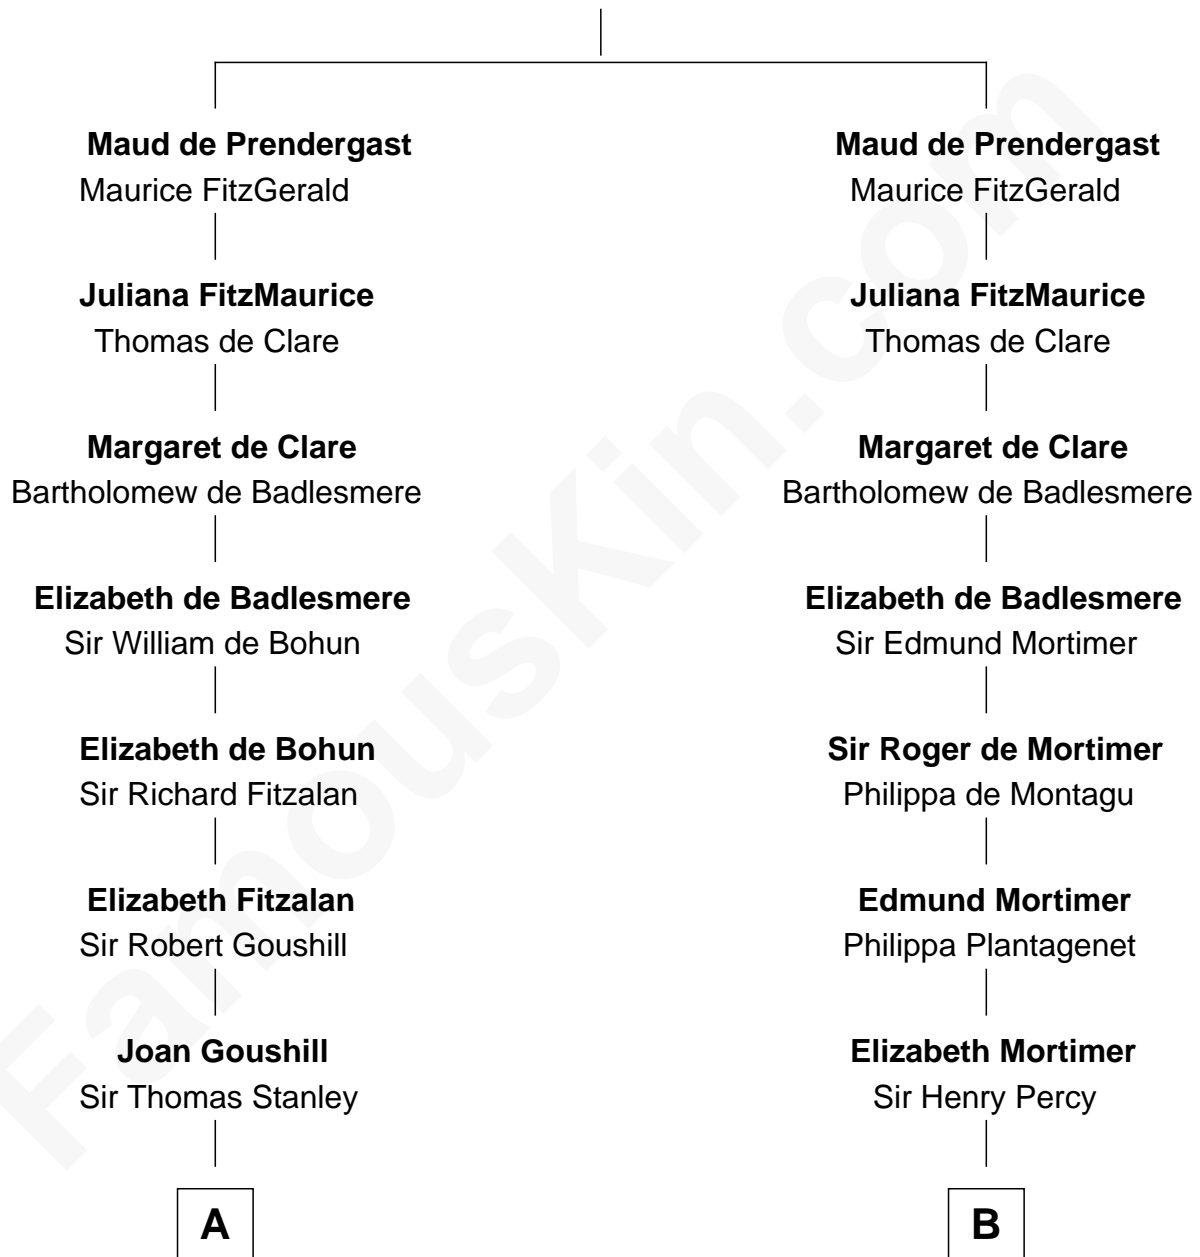 Maud de Prendergast
Maurice FitzGerald
Juliana FitzMaurice
Thomas de Clare
Margaret de Clare
Bartholomew de Badlesmere
Elizabeth de Badlesmere
Sir William de Bohun
Elizabeth de Bohun
Sir Richard Fitzalan
Elizabeth Fitzalan
Sir Robert Goushill
Joan Goushill
Sir Thomas Stanley
A
Maud de Prendergast
Maurice FitzGerald
Juliana FitzMaurice
Thomas de Clare
Margaret de Clare
Bartholomew de Badlesmere
Elizabeth de Badlesmere
Sir Edmund Mortimer
Sir Roger de Mortimer
Philippa de Montagu
Edmund Mortimer
Philippa Plantagenet
Elizabeth Mortimer
Sir Henry Percy
B
FamousKin.com